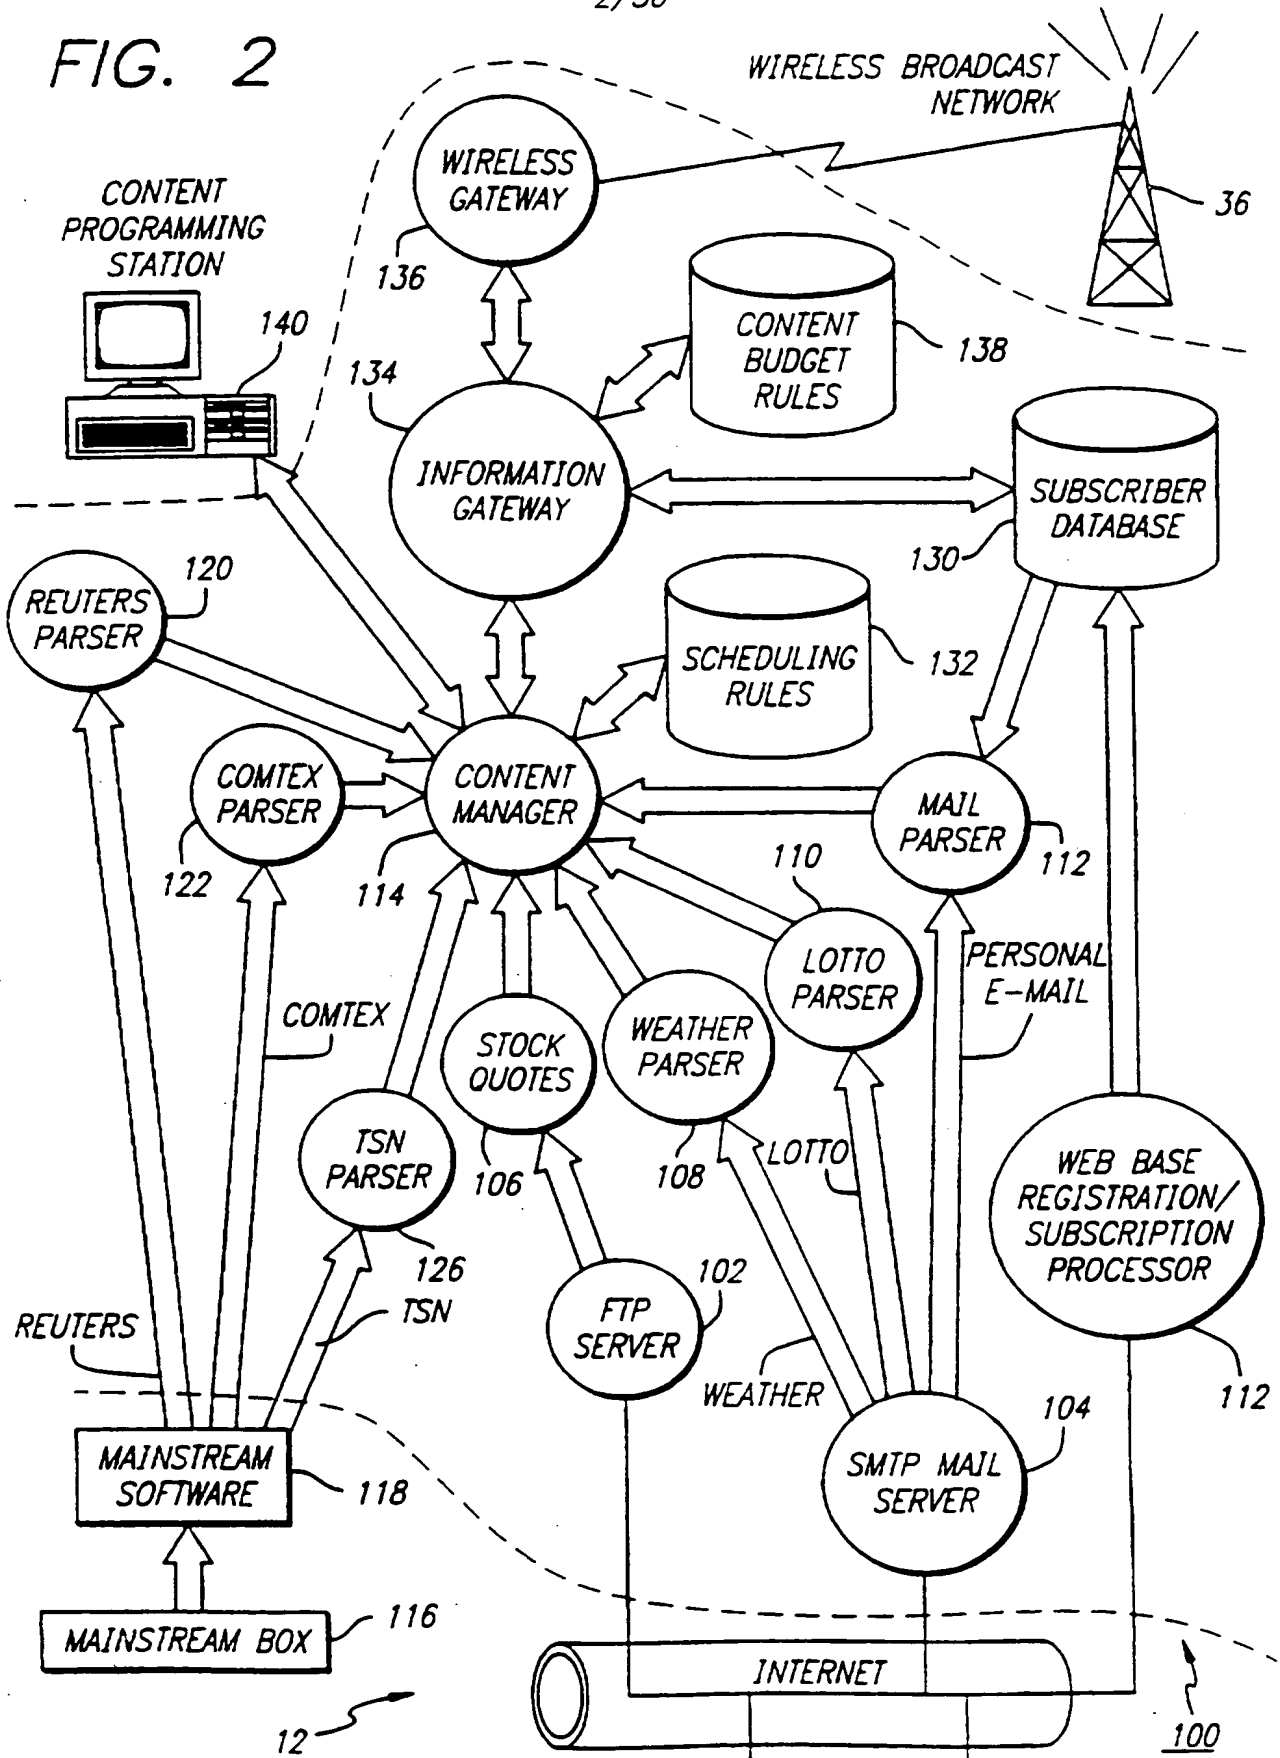 2/30
FIG. 2
WIRELESS BROADCAST
NETWORK
WIRELESS
GATEWAY
136
36
CONTENT
PROGRAMMING
STATION
140
134
CONTENT
BUDGET
RULES
138
INFORMATION
GATEWAY
SUBSCRIBER
DATABASE
130
REUTERS
PARSER
120
SCHEDULING
RULES
132
COMTEX
PARSER
122
CONTENT
MANAGER
114
MAIL
PARSER
112
110
LOTTO
PARSER
PERSONAL
E-MAIL
COMTEX
STOCK
QUOTES
106
WEATHER
PARSER
108
LOTTO
TSN
PARSER
126
TSN
WEB BASE
REGISTRATION/
SUBSCRIPTION
PROCESSOR
112
FTP
SERVER
102
REUTERS
WEATHER
SMTP MAIL
SERVER
104
MAINSTREAM
SOFTWARE
118
MAINSTREAM BOX
116
INTERNET
12
100